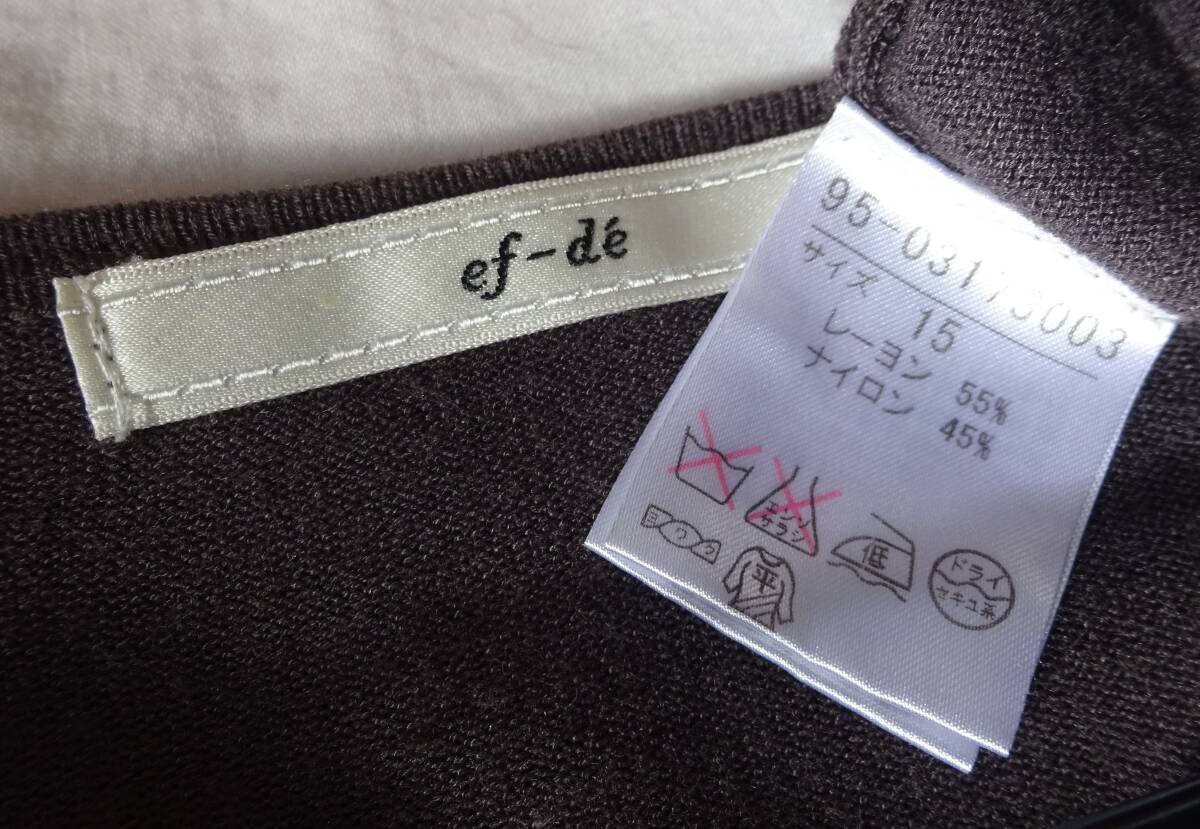 ef-dé
95-03173003
サイズ 15
レーヨン 55%
ナイロン 45%
エンソ
サラシ
低
ドライ
セキユ系
ヨワク
平